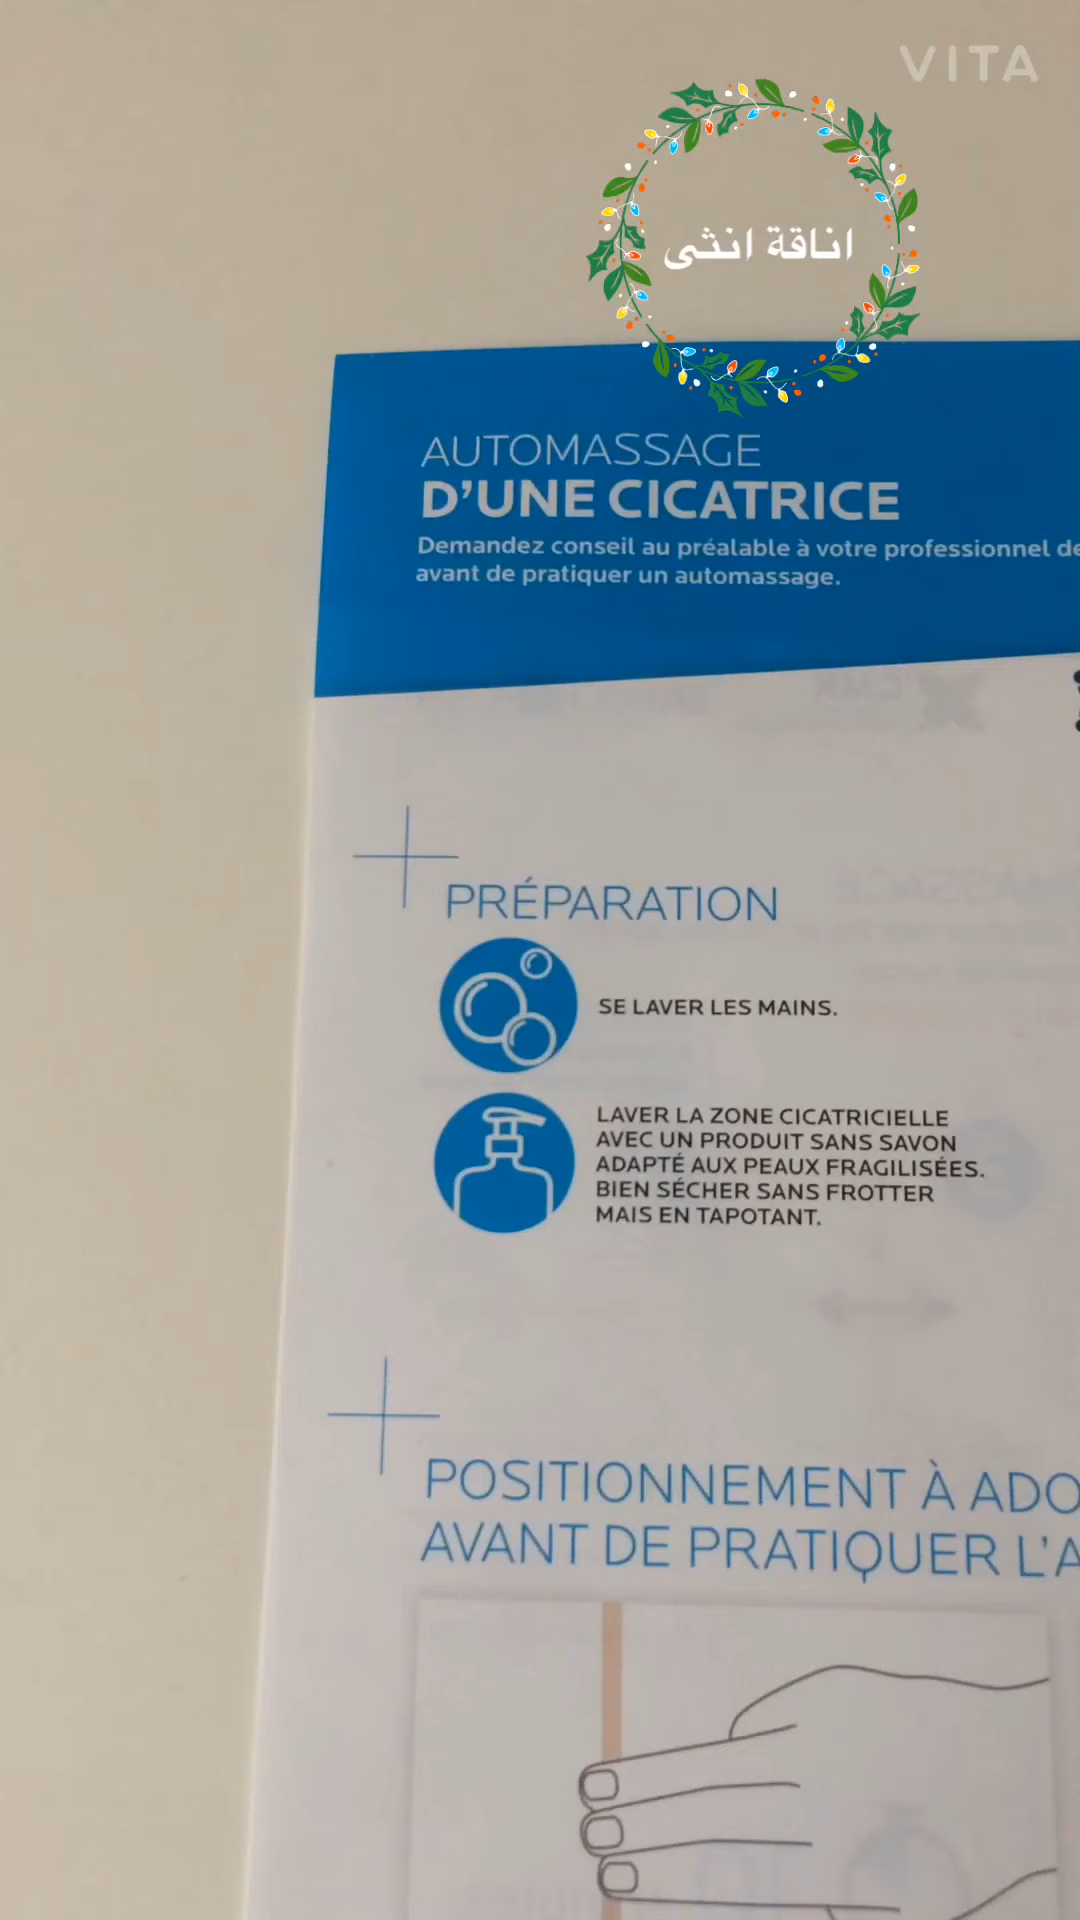 VITA
اناقة انثى
AUTOMASSAGE
D'UNE CICATRICE
Demandez conseil au préalable à votre professionnel de
avant de pratiquer un automassage.
PRÉPARATION
SE LAVER LES MAINS.
LAVER LA ZONE CICATRICIELLE
AVEC UN PRODUIT SANS SAVON
ADAPTÉ AUX PEAUX FRAGILISÉES.
BIEN SÉCHER SANS FROTTER
MAIS EN TAPOTANT.
POSITIONNEMENT À ADO
AVANT DE PRATIQUER L'A